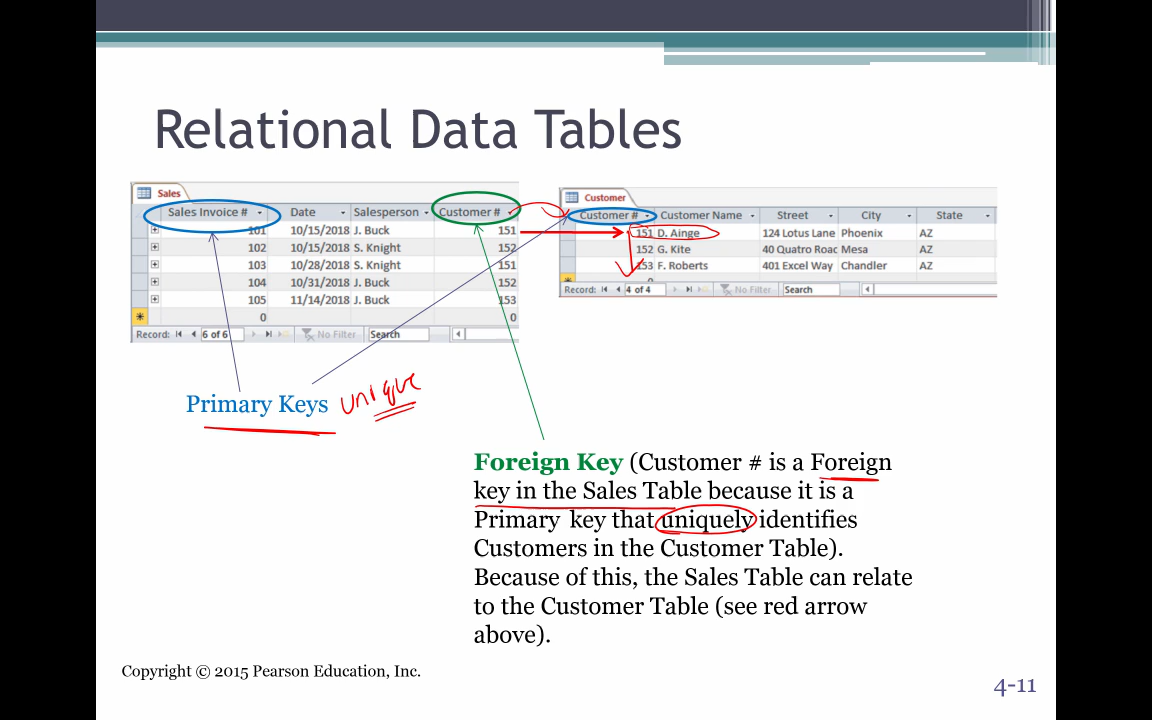 Relational Data Tables
Sales
Sales Invoice # Date Salesperson Customer #
101 10/15/2018 J. Buck 151
102 10/15/2018 S. Knight 152
103 10/28/2018 S. Knight 151
104 10/31/2018 J. Buck 152
105 11/14/2018 J. Buck 153
0 0
Record: 6 of 6 No Filter Search
Customer
Customer # Customer Name Street City State
151 D. Ainge 124 Lotus Lane Phoenix AZ
152 G. Kite 40 Quatro Roac Mesa AZ
153 F. Roberts 401 Excel Way Chandler AZ
Record: 4 of 4 No Filter Search
Primary Keys unique
Foreign Key (Customer # is a Foreign
key in the Sales Table because it is a
Primary key that uniquely identifies
Customers in the Customer Table).
Because of this, the Sales Table can relate
to the Customer Table (see red arrow
above).
Copyright © 2015 Pearson Education, Inc.
4-11